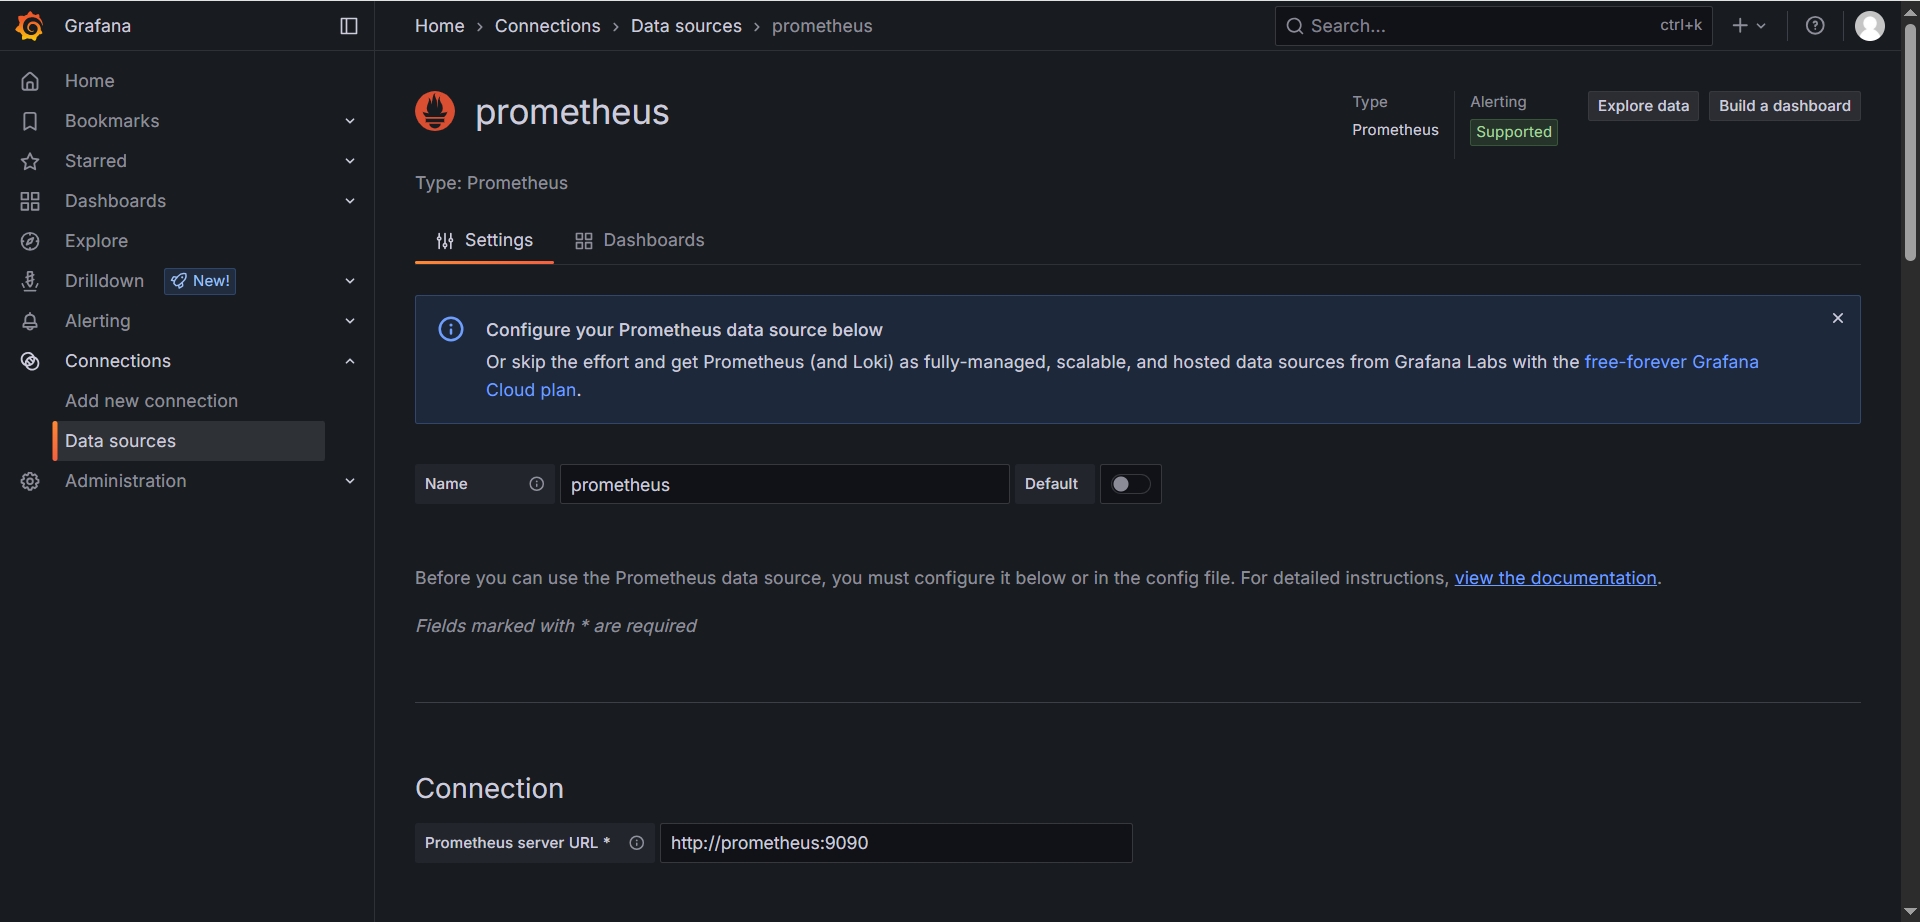 Grafana
Home › Connections › Data sources › prometheus
Search... ctrl+k
Home
Bookmarks
Starred
Dashboards
Explore
Drilldown New!
Alerting
Connections
Add new connection
Data sources
Administration
prometheus
Type
Prometheus
Alerting
Supported
Explore data
Build a dashboard
Type: Prometheus
Settings
Dashboards
Configure your Prometheus data source below
Or skip the effort and get Prometheus (and Loki) as fully-managed, scalable, and hosted data sources from Grafana Labs with the free-forever Grafana
Cloud plan.
Name prometheus Default
Before you can use the Prometheus data source, you must configure it below or in the config file. For detailed instructions, view the documentation.
Fields marked with * are required
Connection
Prometheus server URL * http://prometheus:9090